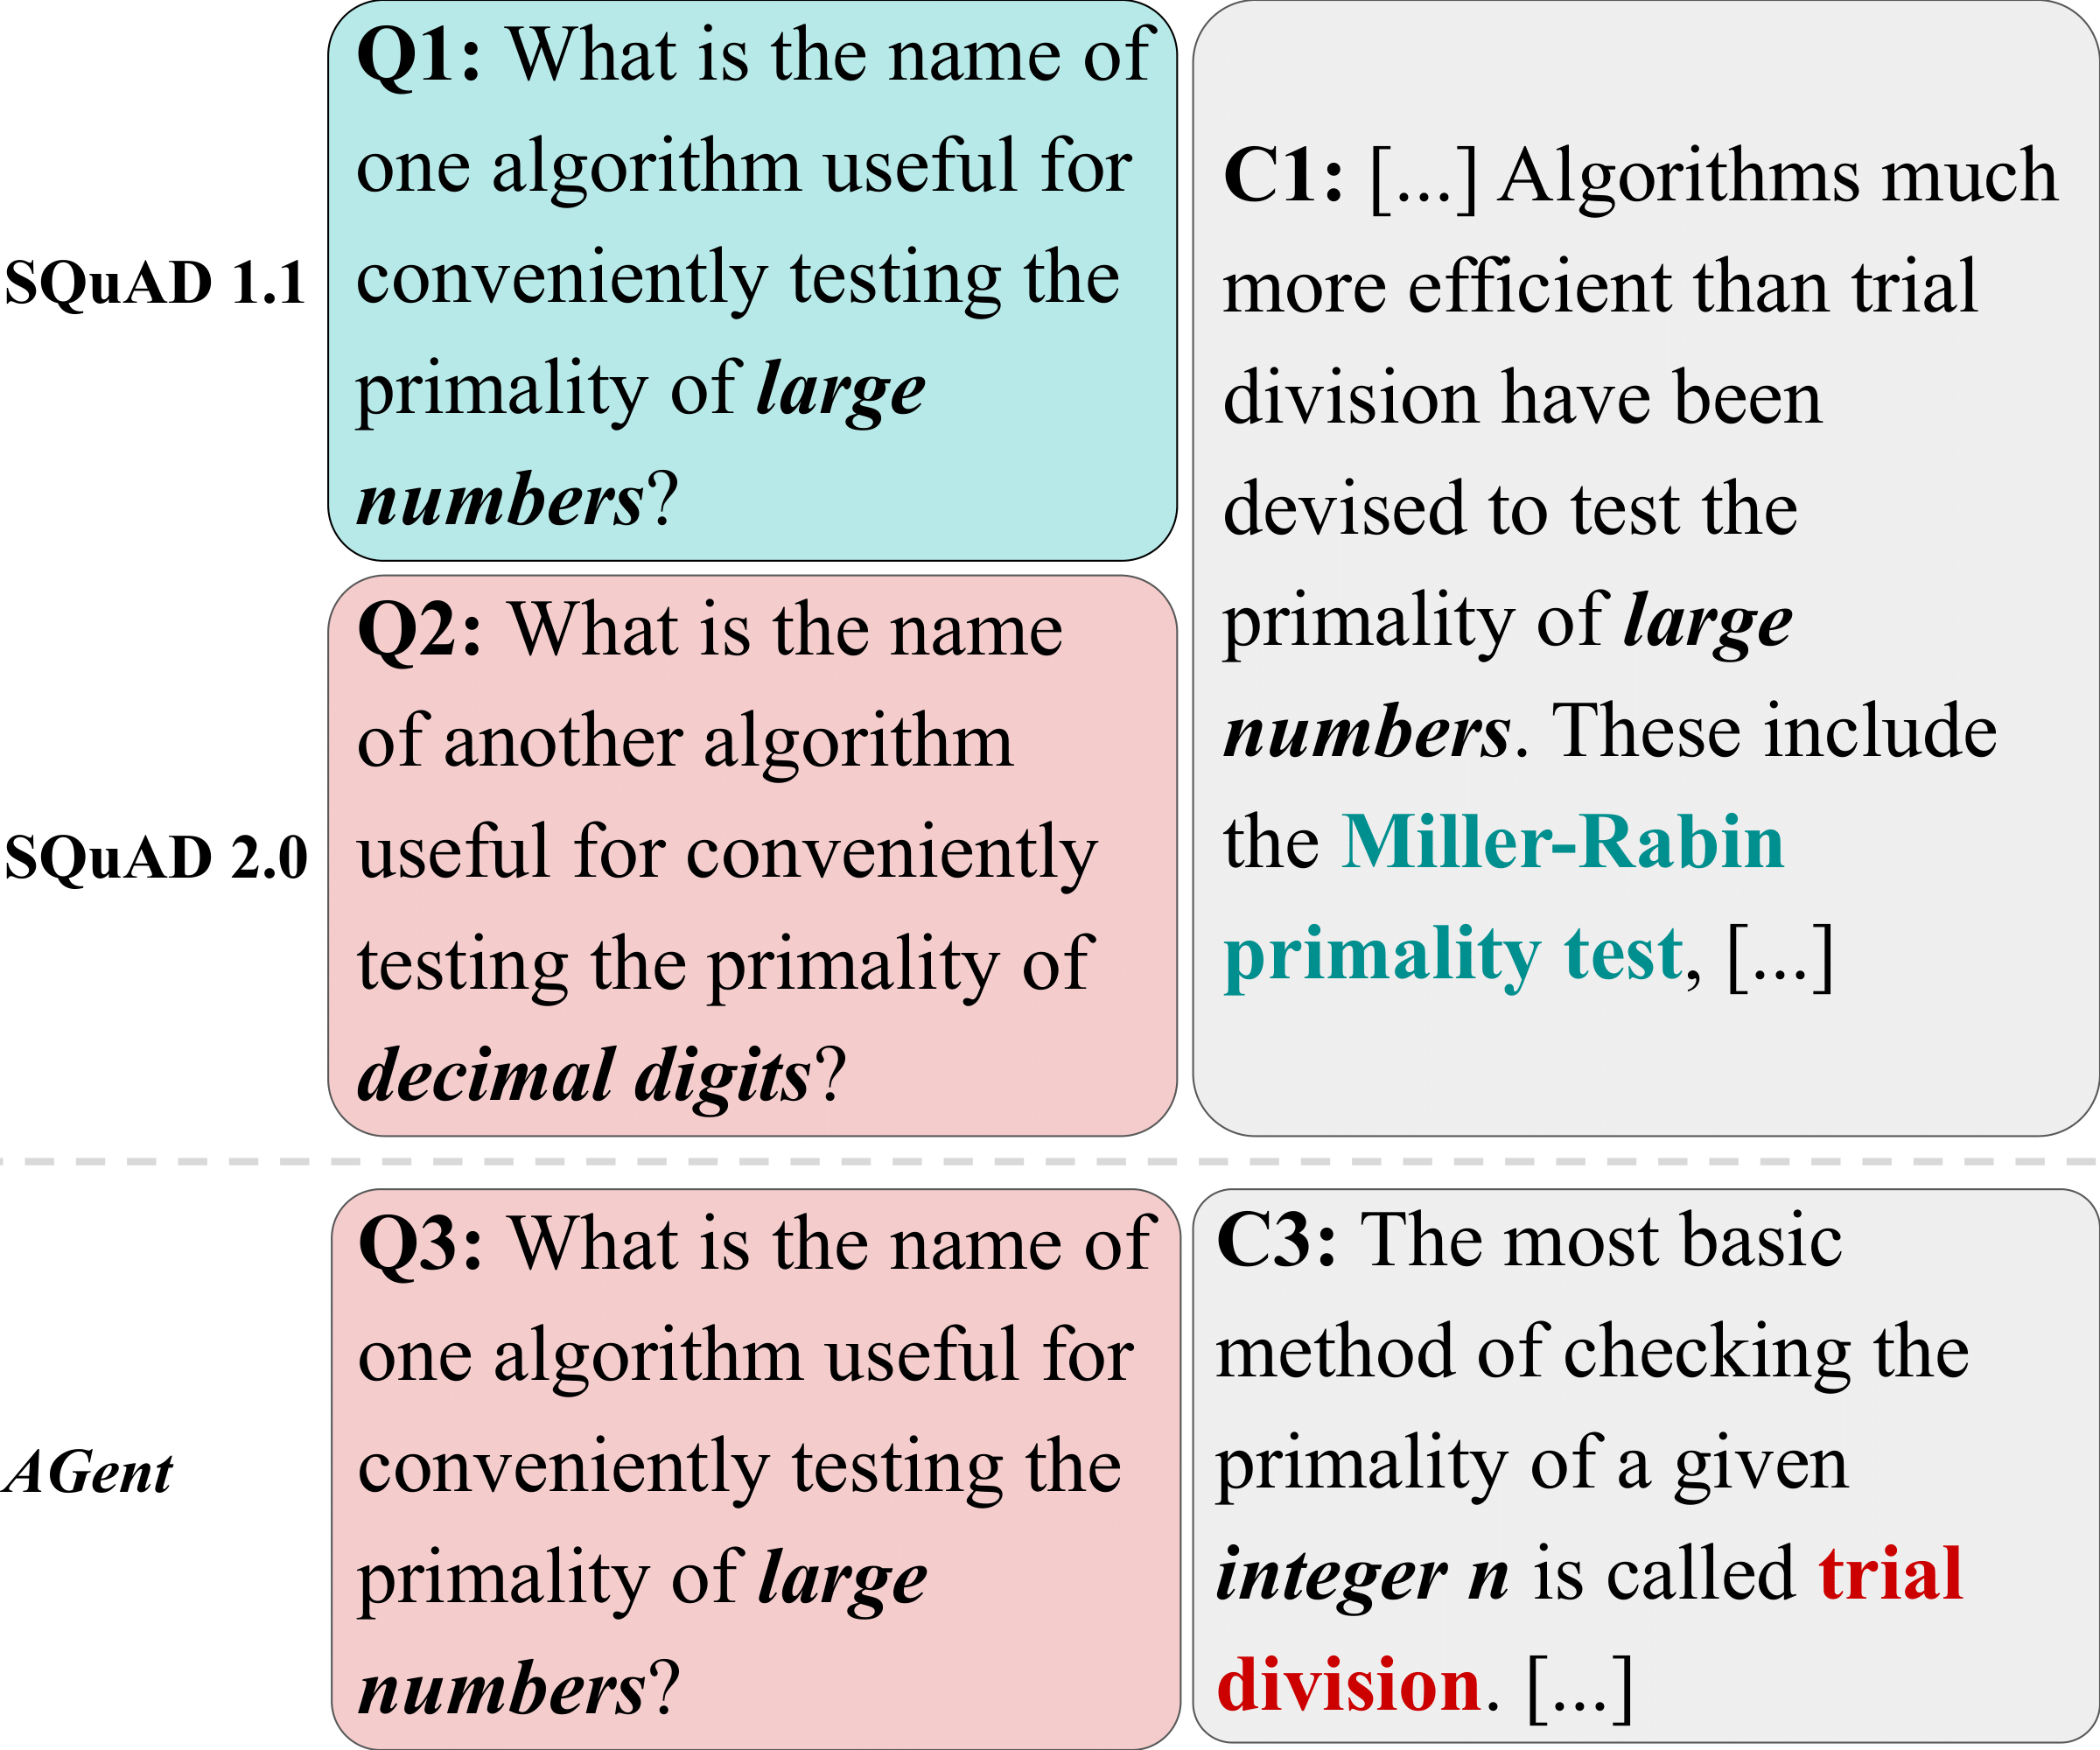 SQuAD 1.1
Q1: What is the name of
one algorithm useful for
conveniently testing the
primality of large
numbers?
SQuAD 2.0
Q2: What is the name
of another algorithm
useful for conveniently
testing the primality of
decimal digits?
C1: [...] Algorithms much
more efficient than trial
division have been
devised to test the
primality of large
numbers. These include
the Miller-Rabin
primality test, [...]
AGent
Q3: What is the name of
one algorithm useful for
conveniently testing the
primality of large
numbers?
C3: The most basic
method of checking the
primality of a given
integer n is called trial
division. [...]